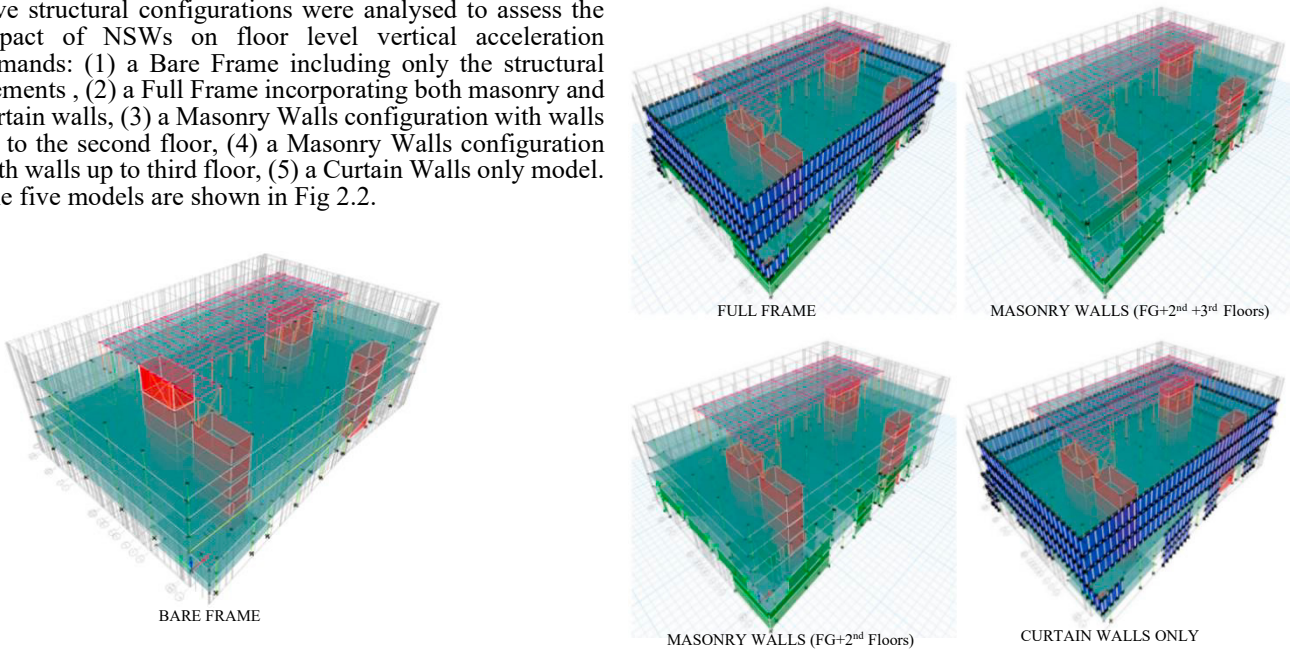 ve structural configurations were analysed to assess the
pact of NSWs on floor level vertical acceleration
mands: (1) a Bare Frame including only the structural
ements , (2) a Full Frame incorporating both masonry and
rtain walls, (3) a Masonry Walls configuration with walls
to the second floor, (4) a Masonry Walls configuration
th walls up to third floor, (5) a Curtain Walls only model.
e five models are shown in Fig 2.2.
BARE FRAME
FULL FRAME
MASONRY WALLS (FG+2nd +3rd Floors)
MASONRY WALLS (FG+2nd Floors)
CURTAIN WALLS ONLY